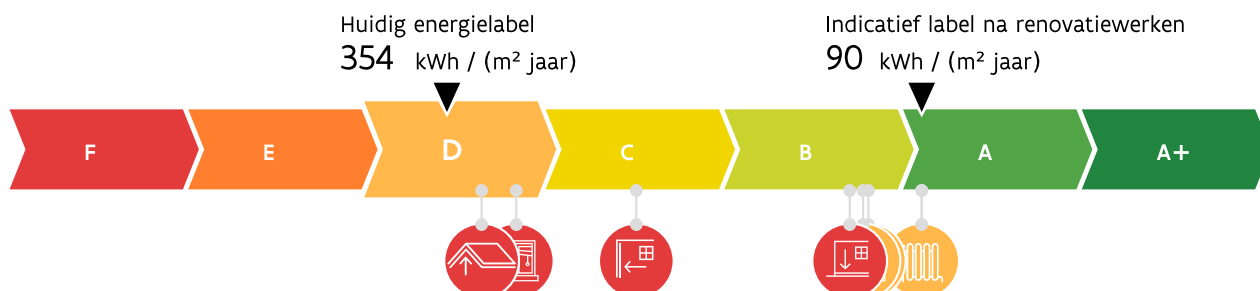 Huidig energielabel
354 kWh / (m² jaar)
Indicatief label na renovatiewerken
90 kWh / (m² jaar)
F E D C B A A+